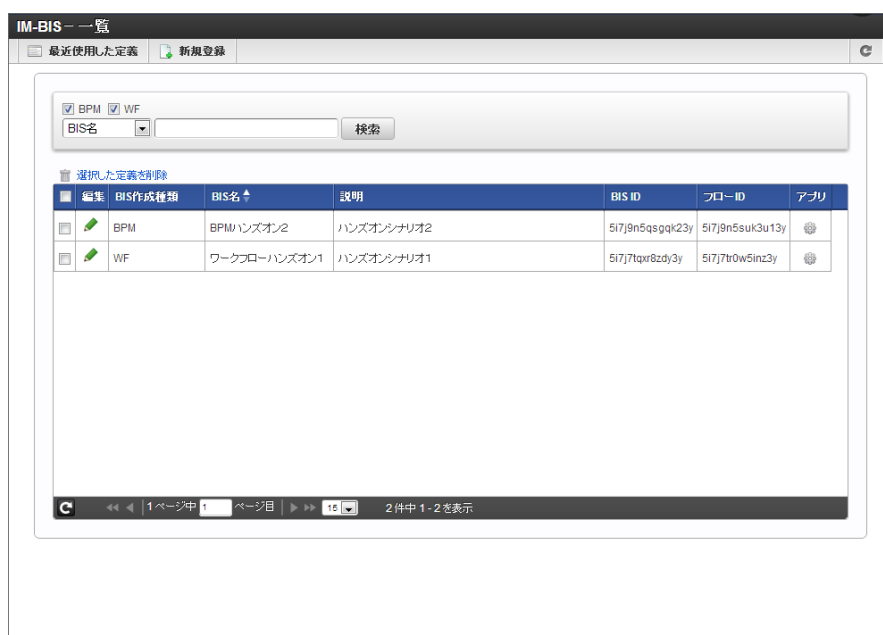 IM-BIS－ 一覧
最近使用した定義 新規登録
BPM WF
BIS名 検索
選択した定義を削除
編集 BIS作成種類 BIS名 説明 BIS ID フローID アプリ
BPM BPMハンズオン2 ハンズオンシナリオ2 5i7j9n5qsgqk23y 5i7j9n5suk3u13y
WF ワークフローハンズオン1 ハンズオンシナリオ1 5i7j7tqxr8zdy3y 5i7j7tr0w5inz3y
1 ページ中 1 ページ目 15 2 件中 1 - 2 を表示